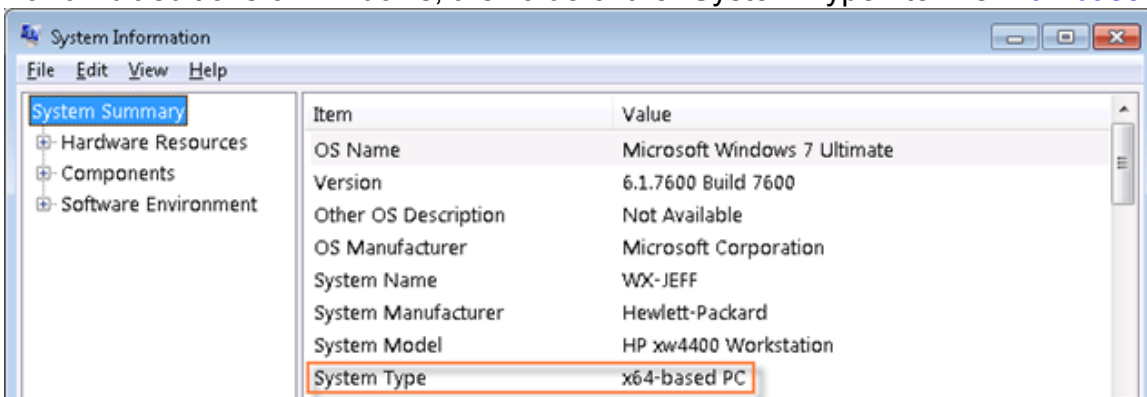 System Information
File Edit View Help
System Summary
Hardware Resources
Components
Software Environment
Item Value
OS Name Microsoft Windows 7 Ultimate
Version 6.1.7600 Build 7600
Other OS Description Not Available
OS Manufacturer Microsoft Corporation
System Name WX-JEFF
System Manufacturer Hewlett-Packard
System Model HP xw4400 Workstation
System Type x64-based PC